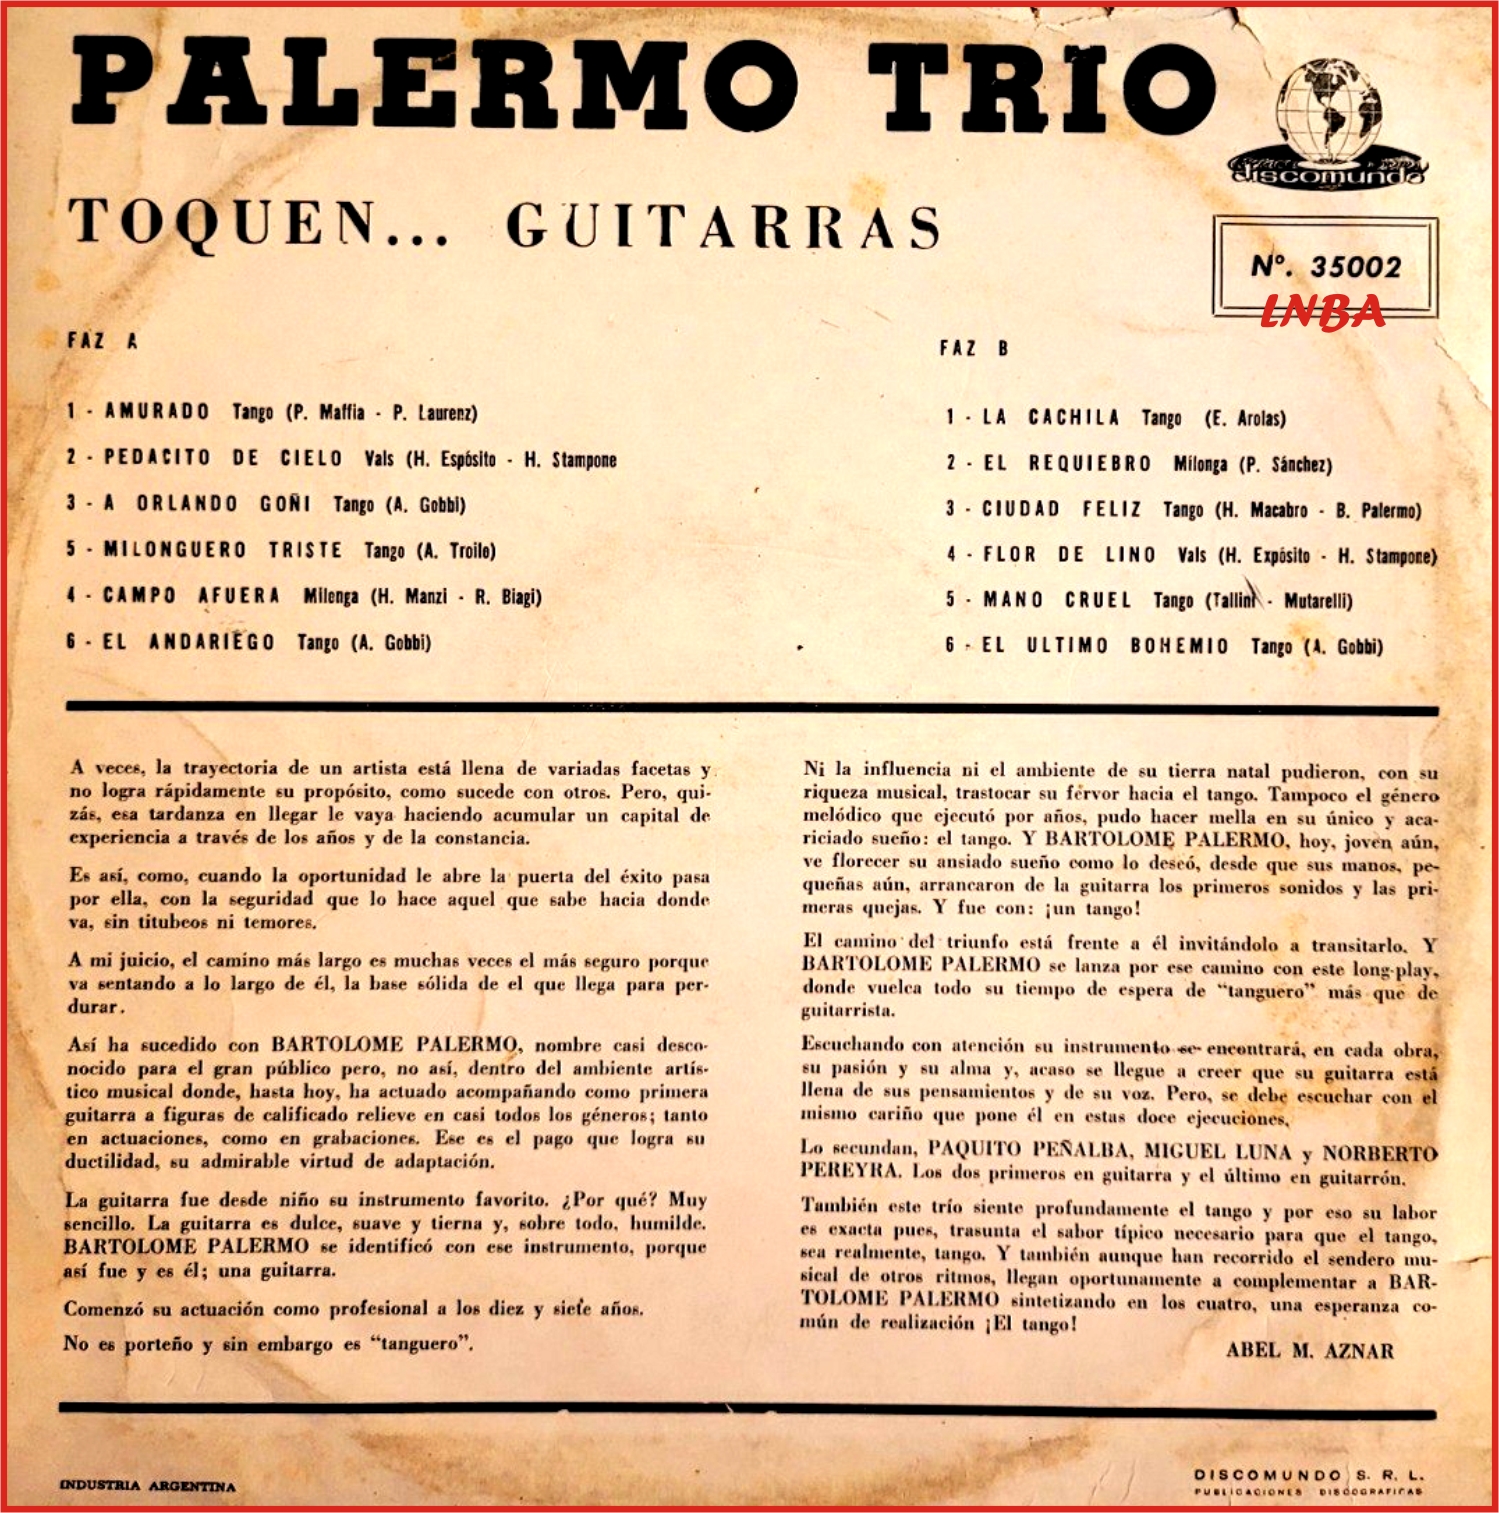 PALERMO TRIO
discomundo
TOQUEN... GUITARRAS
Nº. 35002
LNBA
FAZ A
1 - AMURADO Tango (P. Maffia - P. Laurenz)
2 - PEDACITO DE CIELO Vals (H. Espósito - H. Stampone
3 - A ORLANDO GOÑI Tango (A. Gobbi)
5 - MILONGUERO TRISTE Tango (A. Troilo)
4 - CAMPO AFUERA Milonga (H. Manzi - R. Biagi)
6 - EL ANDARIEGO Tango (A. Gobbi)
FAZ B
1 - LA CACHILA Tango (E. Arolas)
2 - EL REQUIEBRO Milonga (P. Sánchez)
3 - CIUDAD FELIZ Tango (H. Macabro - B. Palermo)
4 - FLOR DE LINO Vals (H. Expósito - H. Stampone)
5 - MANO CRUEL Tango (Tallini - Mutarelli)
6 - EL ULTIMO BOHEMIO Tango (A. Gobbi)
A veces, la trayectoria de un artista está llena de variadas facetas y
no logra rápidamente su propósito, como sucede con otros. Pero, qui-
zás, esa tardanza en llegar le vaya haciendo acumular un capital de
experiencia a través de los años y de la constancia.
Es así, como, cuando la oportunidad le abre la puerta del éxito pasa
por ella, con la seguridad que lo hace aquel que sabe hacia donde
va, sin titubeos ni temores.
A mi juicio, el camino más largo es muchas veces el más seguro porque
va sentando a lo largo de él, la base sólida de el que llega para per-
durar.
Así ha sucedido con BARTOLOME PALERMO, nombre casi desco-
nocido para el gran público pero, no así, dentro del ambiente artís-
tico musical donde, hasta hoy, ha actuado acompañando como primera
guitarra a figuras de calificado relieve en casi todos los géneros; tanto
en actuaciones, como en grabaciones. Ese es el pago que logra su
ductilidad, su admirable virtud de adaptación.
La guitarra fue desde niño su instrumento favorito. ¿Por qué? Muy
sencillo. La guitarra es dulce, suave y tierna y, sobre todo, humilde.
BARTOLOME PALERMO se identificó con ese instrumento, porque
así fue y es él; una guitarra.
Comenzó su actuación como profesional a los diez y siete años.
No es porteño y sin embargo es "tanguero".
Ni la influencia ni el ambiente de su tierra natal pudieron, con su
riqueza musical, trastocar su férvor hacia el tango. Tampoco el género
melódico que ejecutó por años, pudo hacer mella en su único y aca-
riciado sueño: el tango. Y BARTOLOME PALERMO, hoy, joven aún,
ve florecer su ansiado sueño como lo deseó, desde que sus manos, pe-
queñas aún, arrancaron de la guitarra los primeros sonidos y las pri-
meras quejas. Y fue con: ¡un tango!
El camino del triunfo está frente a él invitándolo a transitarlo. Y
BARTOLOME PALERMO se lanza por ese camino con este long-play,
donde vuelca todo su tiempo de espera de "tanguero" más que de
guitarrista.
Escuchando con atención su instrumento se encontrará, en cada obra,
su pasión y su alma y, acaso se llegue a creer que su guitarra está
llena de sus pensamientos y de su voz. Pero, se debe escuchar con el
mismo cariño que pone él en estas doce ejecuciones,
Lo secundan, PAQUITO PEÑALBA, MIGUEL LUNA y NORBERTO
PEREYRA. Los dos primeros en guitarra y el último en guitarrón.
También este trío siente profundamente el tango y por eso su labor
es exacta pues, trasunta el sabor típico necesario para que el tango,
sea realmente, tango. Y también aunque han recorrido el sendero mu-
sical de otros ritmos, llegan oportunamente a complementar a BAR-
TOLOME PALERMO sintetizando en los cuatro, una esperanza co-
mún de realización ¡El tango!
ABEL M. AZNAR
INDUSTRIA ARGENTINA
DISCOMUNDO S. R. L.
PUBLICACIONES DISCOGRAFICAS